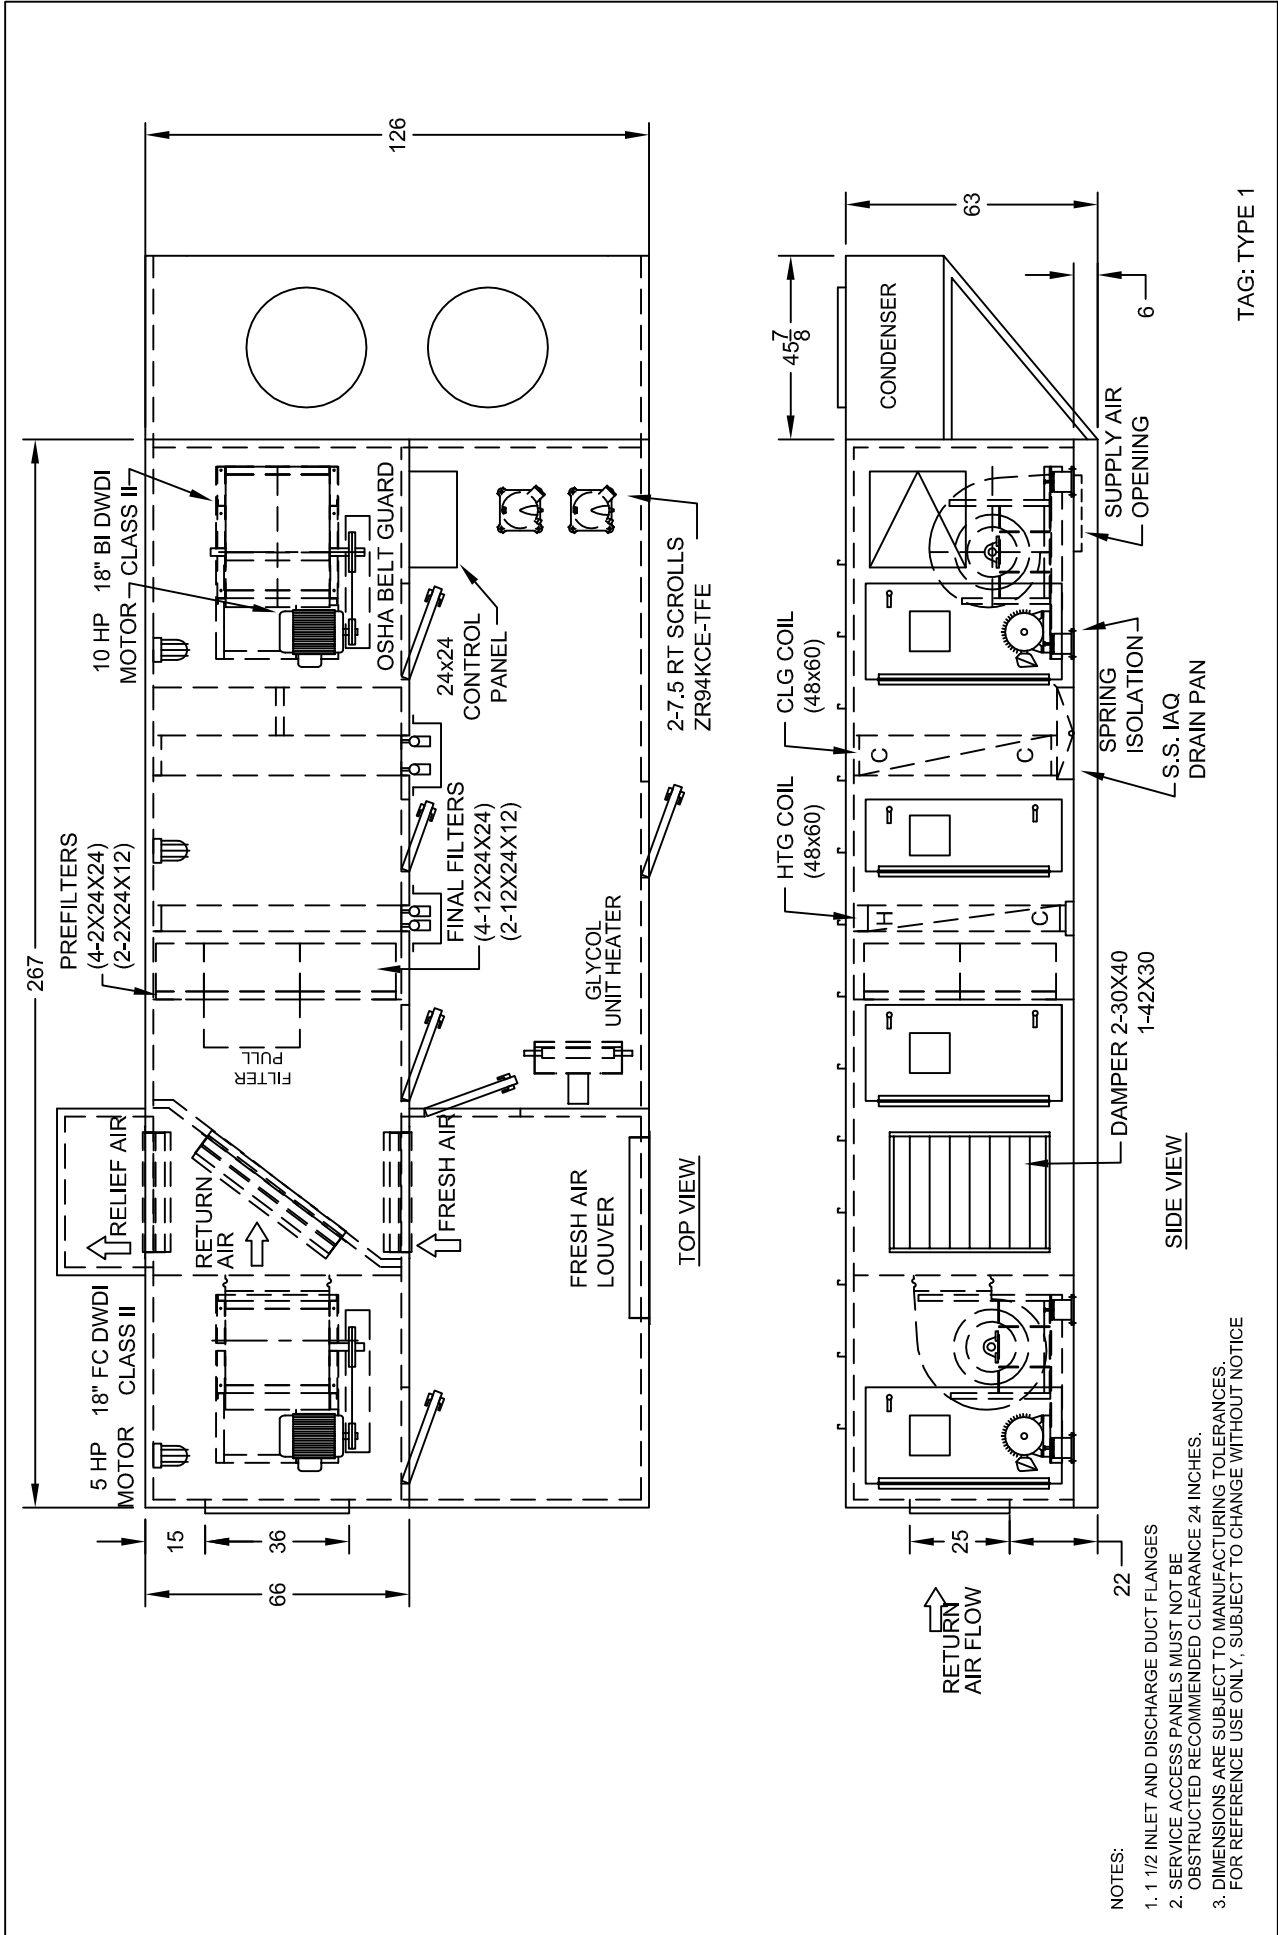 267
126
66
15
36
5 HP 18" FC DWDI
MOTOR CLASS II
RELIEF AIR
RETURN
AIR
FRESH AIR
FRESH AIR
LOUVER
FILTER
PULL
PREFILTERS
(4-2X24X24)
(2-2X24X12)
FINAL FILTERS
(4-12X24X24)
(2-12X24X12)
GLYCOL
UNIT HEATER
10 HP 18" BI DWDI
MOTOR CLASS II
OSHA BELT GUARD
24x24
CONTROL
PANEL
2-7.5 RT SCROLLS
ZR94KCE-TFE
TOP VIEW
45 7/8
63
6
CONDENSER
HTG COIL
(48x60)
CLG COIL
(48x60)
H
C
C
C
25
22
RETURN
AIR FLOW
DAMPER 2-30X40
1-42X30
SPRING
ISOLATION
S.S. IAQ
DRAIN PAN
SUPPLY AIR
OPENING
SIDE VIEW
TAG: TYPE 1
NOTES:
1. 1 1/2 INLET AND DISCHARGE DUCT FLANGES
2. SERVICE ACCESS PANELS MUST NOT BE
OBSTRUCTED RECOMMENDED CLEARANCE 24 INCHES.
3. DIMENSIONS ARE SUBJECT TO MANUFACTURING TOLERANCES.
FOR REFERENCE USE ONLY, SUBJECT TO CHANGE WITHOUT NOTICE